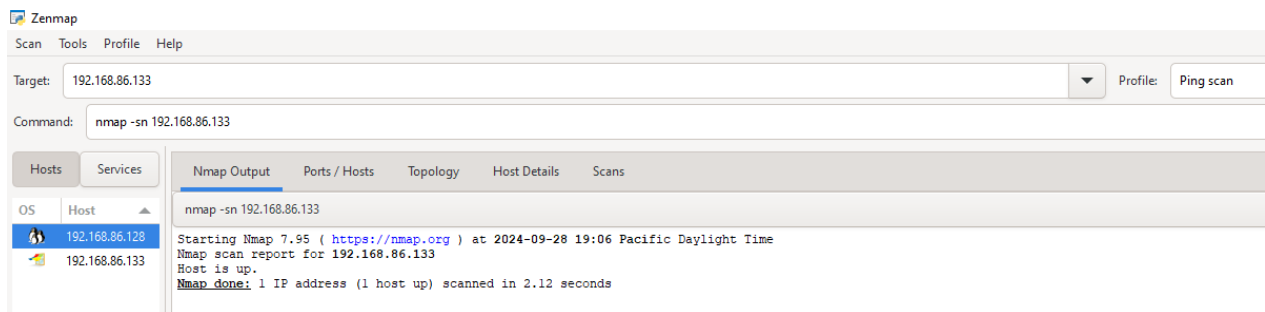 Zenmap
Scan Tools Profile Help
Target: 192.168.86.133 Profile: Ping scan
Command: nmap -sn 192.168.86.133
Hosts Services Nmap Output Ports / Hosts Topology Host Details Scans
OS Host nmap -sn 192.168.86.133
192.168.86.128
192.168.86.133
Starting Nmap 7.95 ( https://nmap.org ) at 2024-09-28 19:06 Pacific Daylight Time
Nmap scan report for 192.168.86.133
Host is up.
Nmap done: 1 IP address (1 host up) scanned in 2.12 seconds